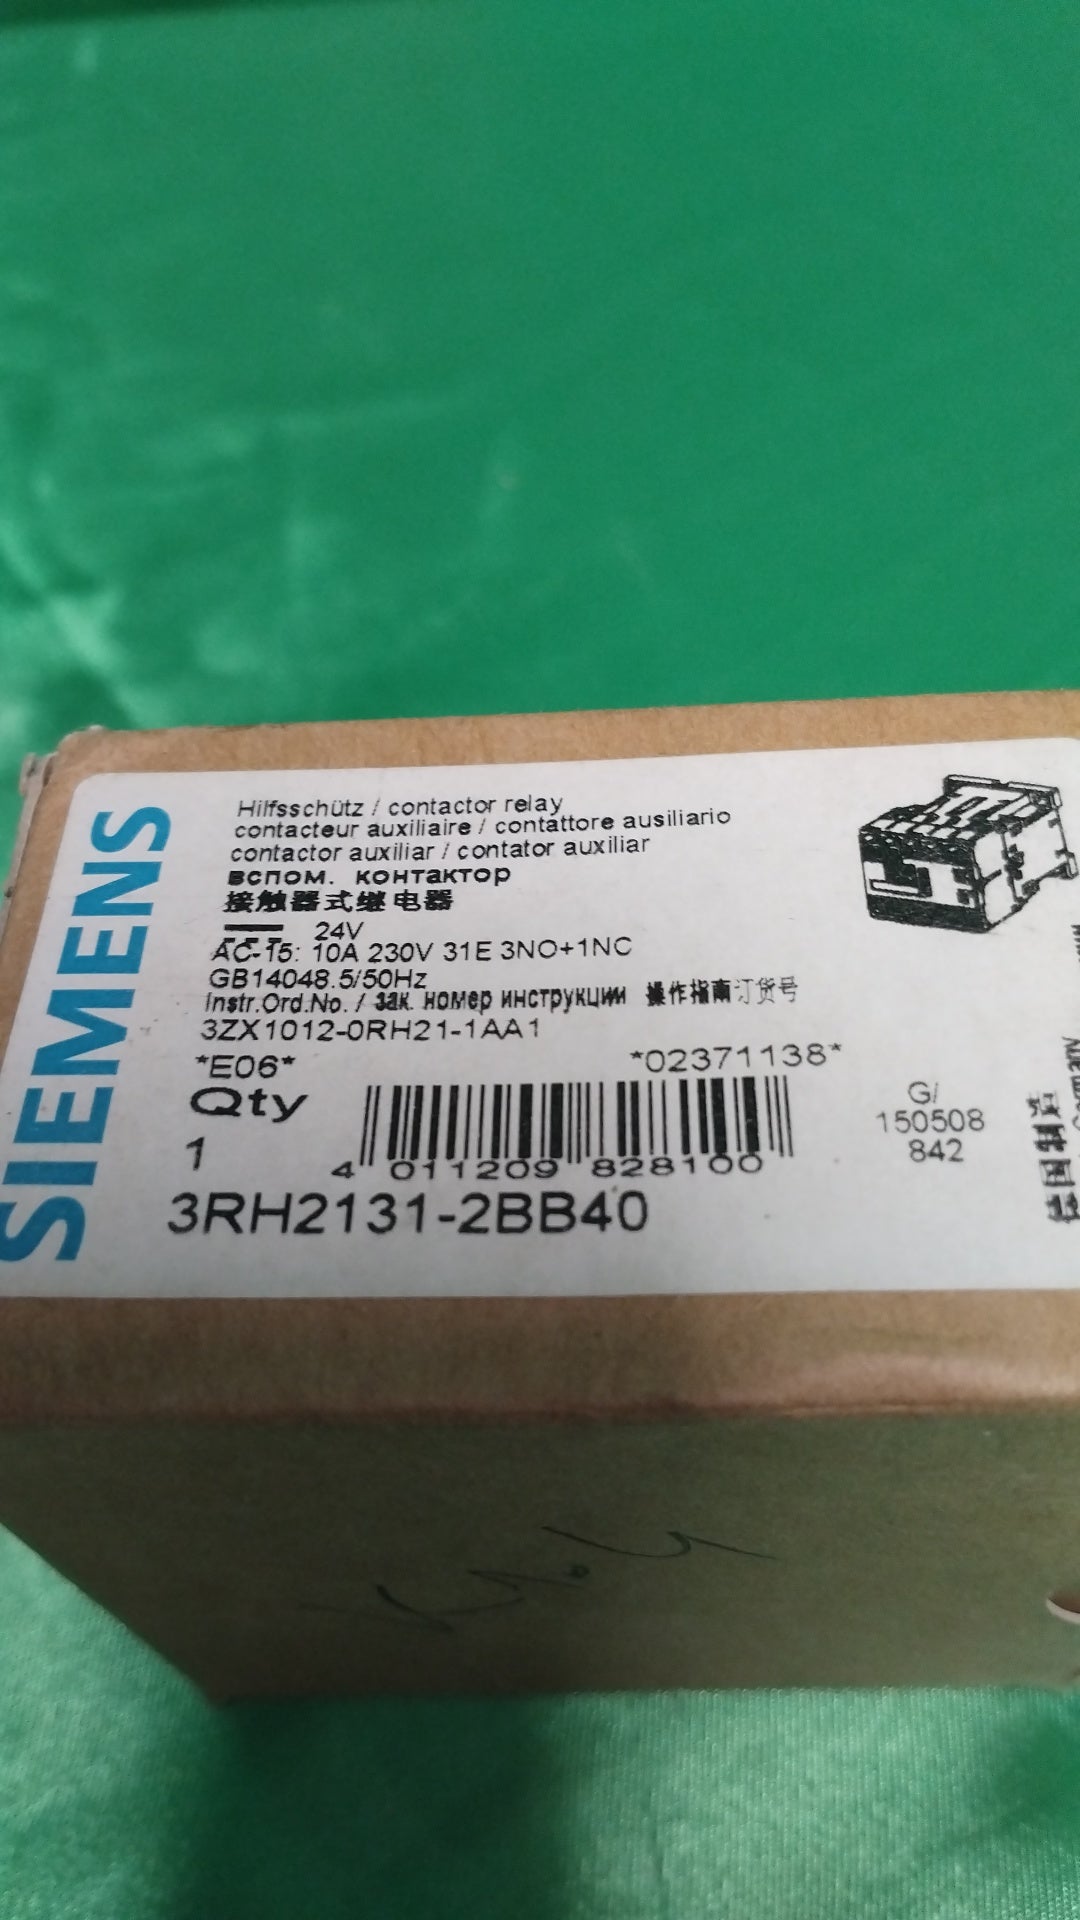 SIEMENS
Hilfsschütz / contactor relay
contacteur auxiliaire / contattore ausiliario
contactor auxiliar / contator auxiliar
вспом. контактор
接触器式继电器
24V
AC-15: 10A 230V 31E 3NO+1NC
GB14048.5/50Hz
Instr.Ord.No. / зак. номер инструкции 操作指南订货号
3ZX1012-0RH21-1AA1
*E06* *02371138*
Qty
1
4 011209 828100
G/
150508
842
3RH2131-2BB40